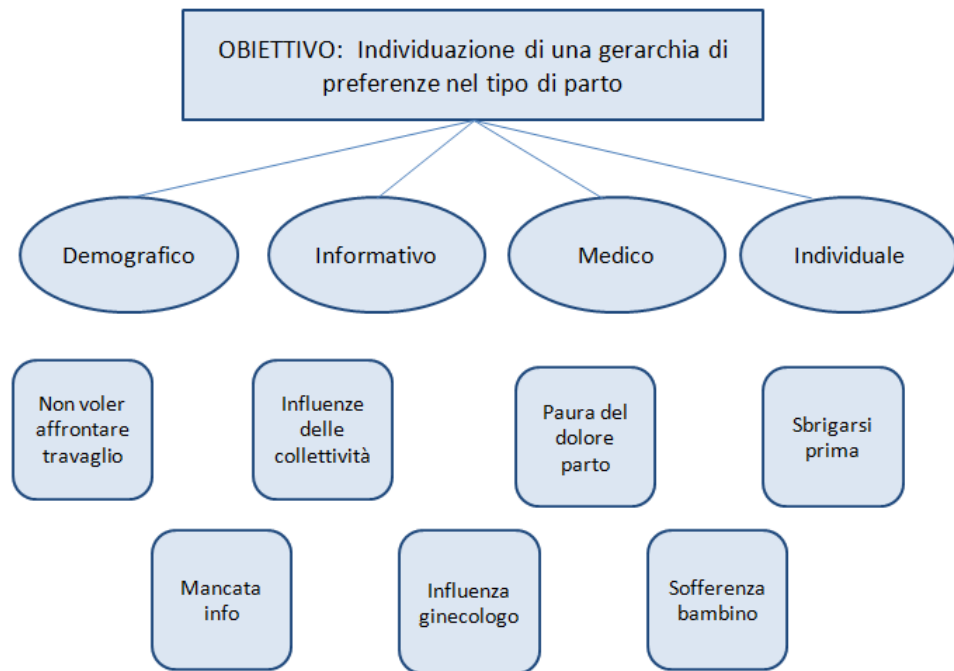 OBIETTIVO: Individuazione di una gerarchia di
preferenze nel tipo di parto
Demografico
Informativo
Medico
Individuale
Non voler
affrontare
travaglio
Influenze
delle
collettività
Paura del
dolore
parto
Sbrigarsi
prima
Mancata
info
Influenza
ginecologo
Sofferenza
bambino